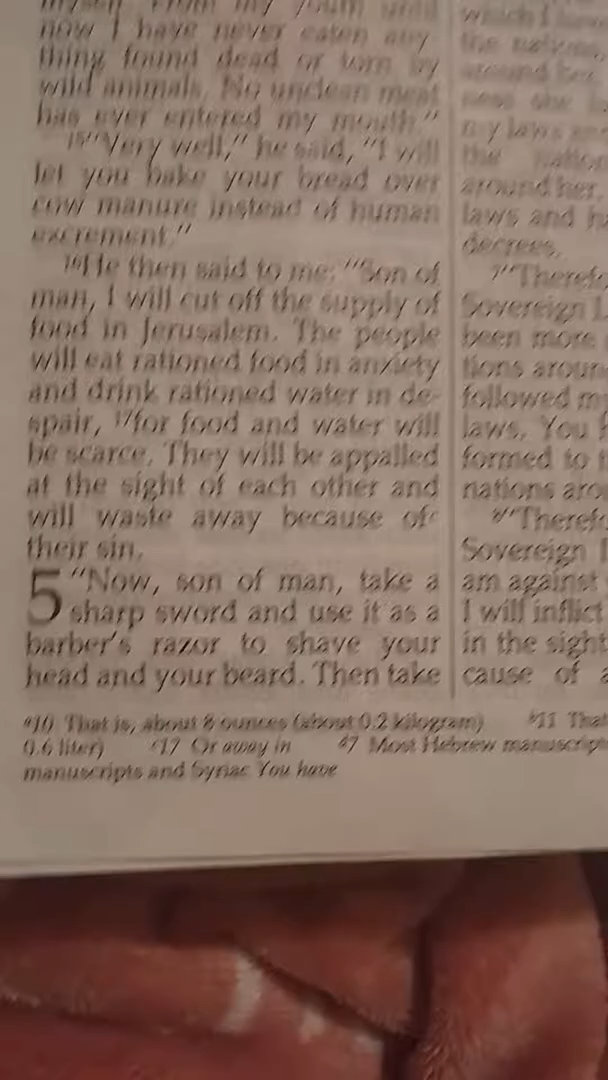 myself. From my youth until
now I have never eaten any-
thing found dead or torn by
wild animals. No unclean meat
has ever entered my mouth."
15"Very well," he said, "I will
let you bake your bread over
cow manure instead of human
excrement."
16He then said to me: "Son of
man, I will cut off the supply of
food in Jerusalem. The people
will eat rationed food in anxiety
and drink rationed water in de-
spair, 17for food and water will
be scarce. They will be appalled
at the sight of each other and
will waste away because of c
their sin.
5 "Now, son of man, take a
sharp sword and use it as a
barber's razor to shave your
head and your beard. Then take
which I have
the nations,
around her.
my laws and
the nation
around her.
laws and h
decrees.
7"Therefo
Sovereign L
been more
tions aroun
followed my
laws. You h
formed to t
nations aro
8"Therefo
Sovereign L
am against
I will inflict
in the sight
cause of a
a10 That is, about 8 ounces (about 0.2 kilogram) b11 That
0.6 liter) c17 Or away in d7 Most Hebrew manuscripts
manuscripts and Syriac You have